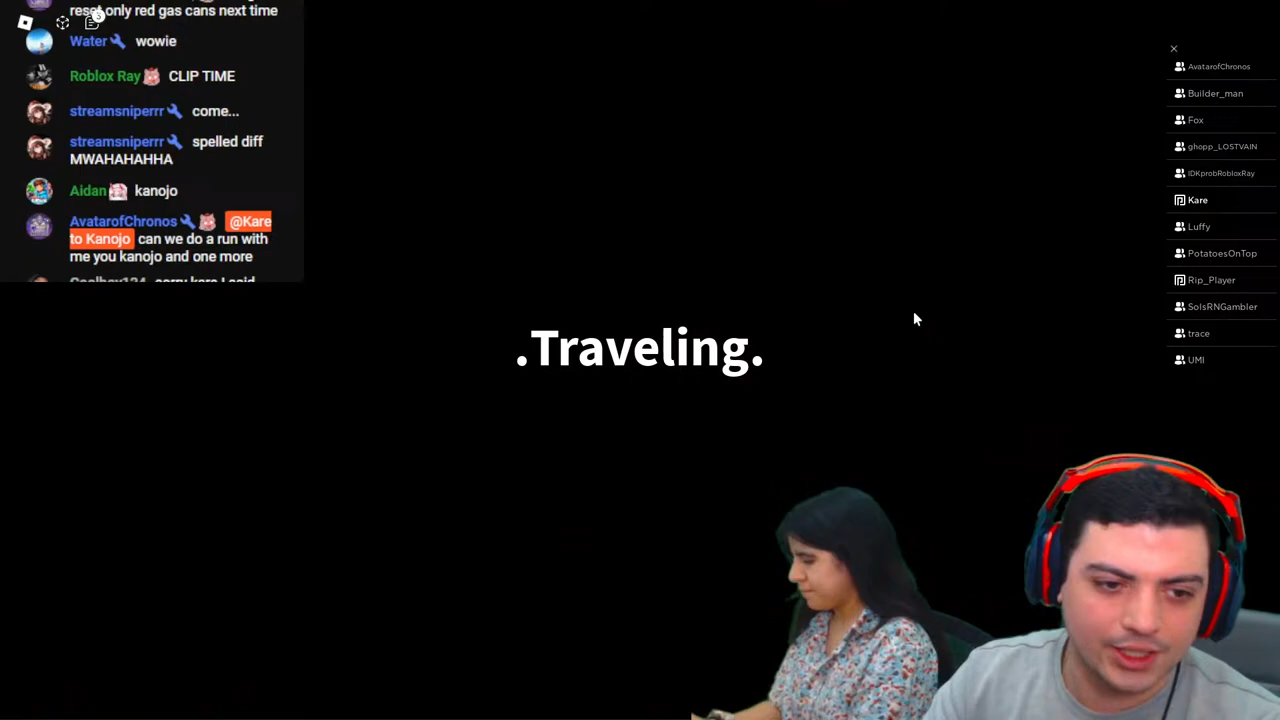 reset only red gas cans next time
Water wowie
Roblox Ray CLIP TIME
streamsniperrr come...
streamsniperrr spelled diff
MWAHAHAHHA
Aidan kanojo
AvatarofChronos @Kare
to Kanojo can we do a run with
me you kanojo and one more
.Traveling.
AvatarofChronos
Builder_man
Fox
ghopp_LOSTVAIN
IDKprobRobloxRay
Kare
Luffy
PotatoesOnTop
Rip_Player
SolsRNGambler
trace
UMI